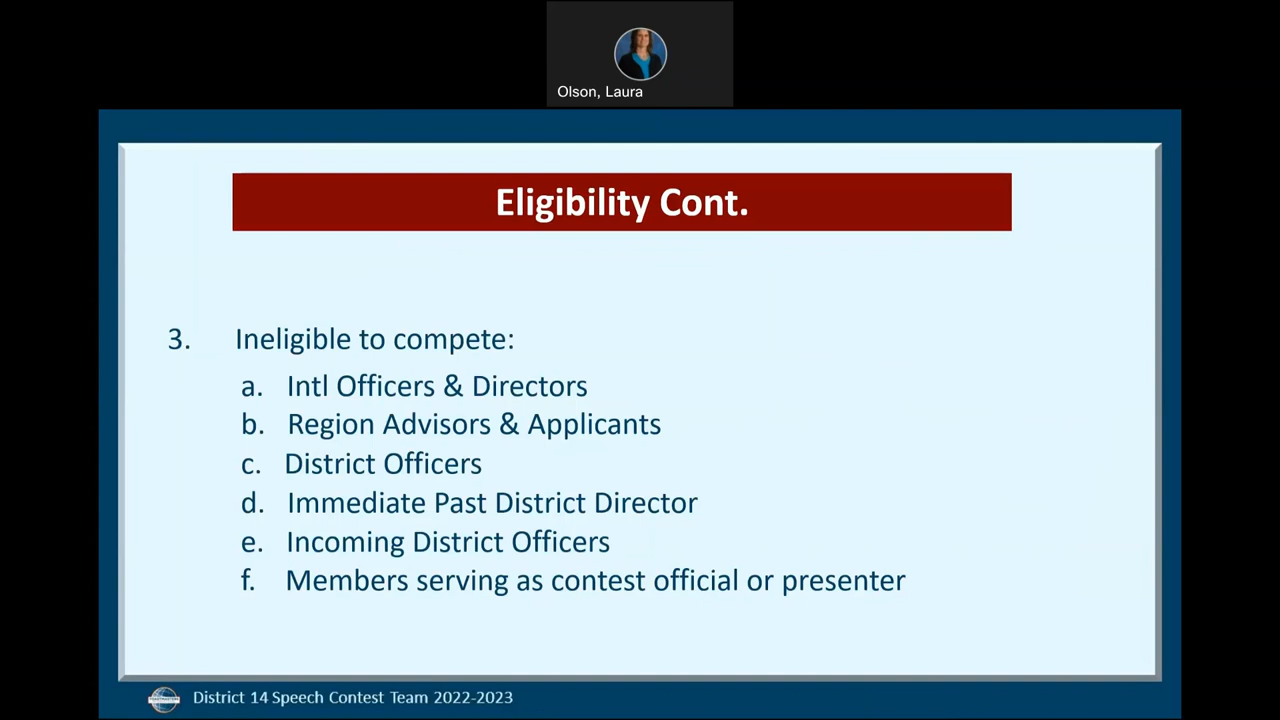 Olson, Laura
Eligibility Cont.
3. Ineligible to compete:
a. Intl Officers & Directors
b. Region Advisors & Applicants
c. District Officers
d. Immediate Past District Director
e. Incoming District Officers
f. Members serving as contest official or presenter
TOASTMASTERS
District 14 Speech Contest Team 2022-2023